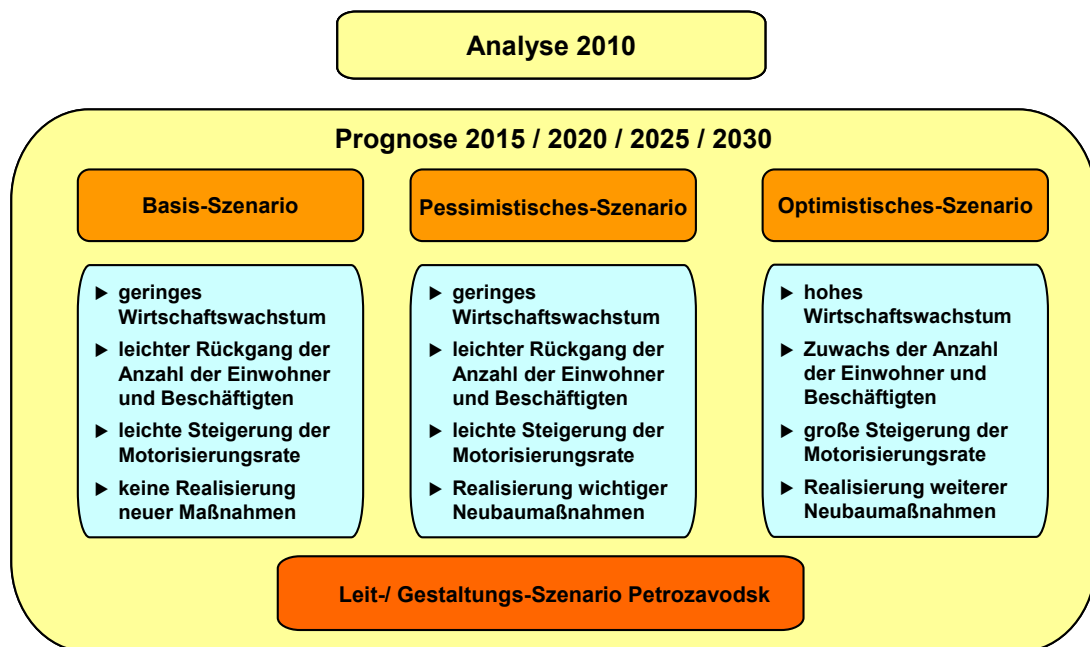 Analyse 2010
Prognose 2015 / 2020 / 2025 / 2030
Basis-Szenario
Pessimistisches-Szenario
Optimistisches-Szenario
► geringes
Wirtschaftswachstum
► leichter Rückgang der
Anzahl der Einwohner
und Beschäftigten
► leichte Steigerung der
Motorisierungsrate
► keine Realisierung
neuer Maßnahmen
► geringes
Wirtschaftswachstum
► leichter Rückgang der
Anzahl der Einwohner
und Beschäftigten
► leichte Steigerung der
Motorisierungsrate
► Realisierung wichtiger
Neubaumaßnahmen
► hohes
Wirtschaftswachstum
► Zuwachs der Anzahl
der Einwohner und
Beschäftigten
► große Steigerung der
Motorisierungsrate
► Realisierung weiterer
Neubaumaßnahmen
Leit-/ Gestaltungs-Szenario Petrozavodsk